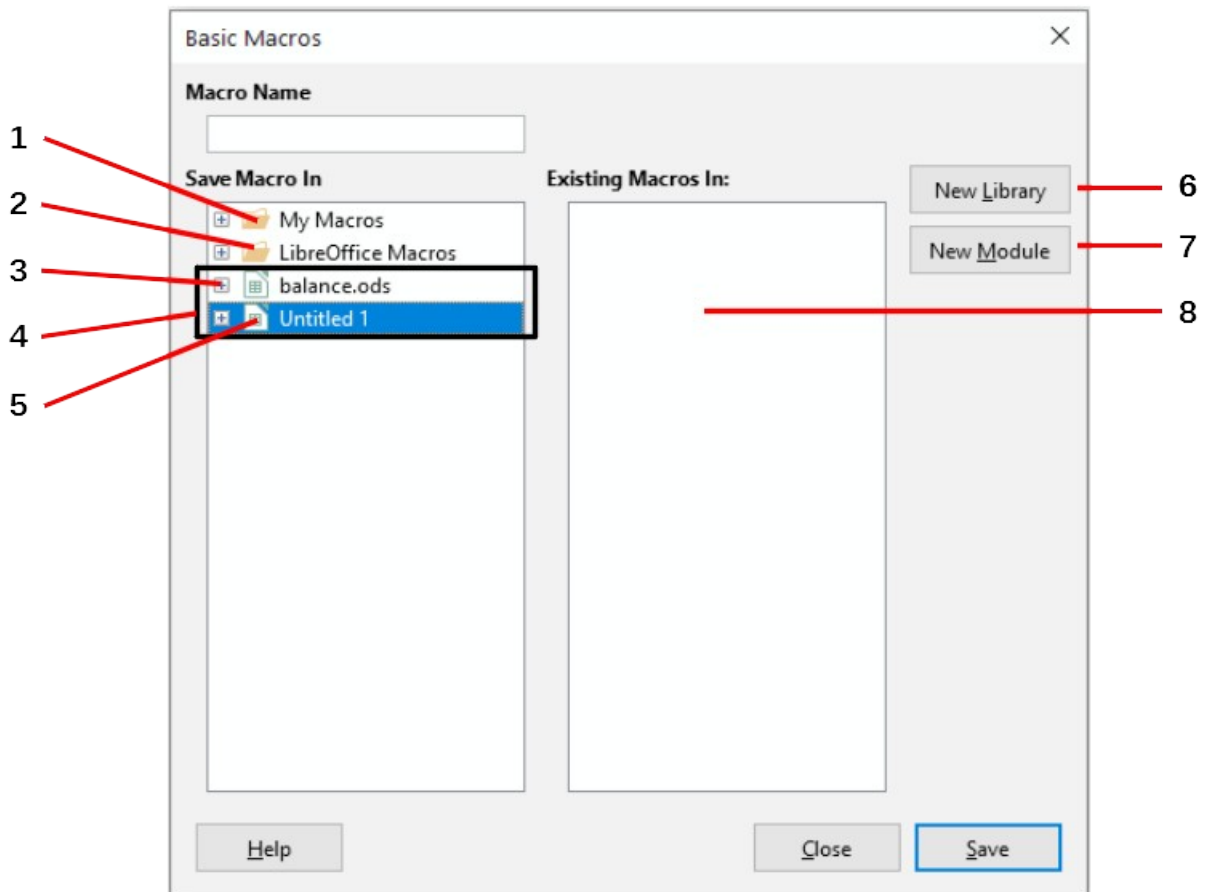 Basic Macros
Macro Name
1
Save Macro In
Existing Macros In:
New Library
6
2
My Macros
LibreOffice Macros
New Module
7
3
balance.ods
4
Untitled 1
8
5
Help
Close
Save